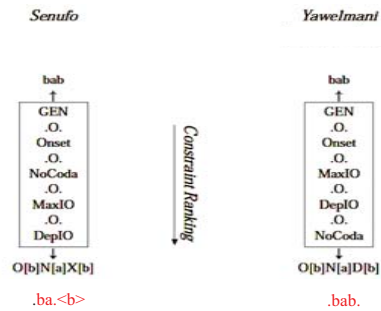 Senufo
bab
↑
GEN
.O.
Onset
.O.
NoCoda
.O.
MaxIO
.O.
DepIO
↓
O[b]N[a]X[b]
.ba.<b>
Constraint Ranking
Yawelmani
bab
↑
GEN
.O.
Onset
.O.
MaxIO
.O.
DepIO
.O.
NoCoda
↓
O[b]N[a]D[b]
.bab.